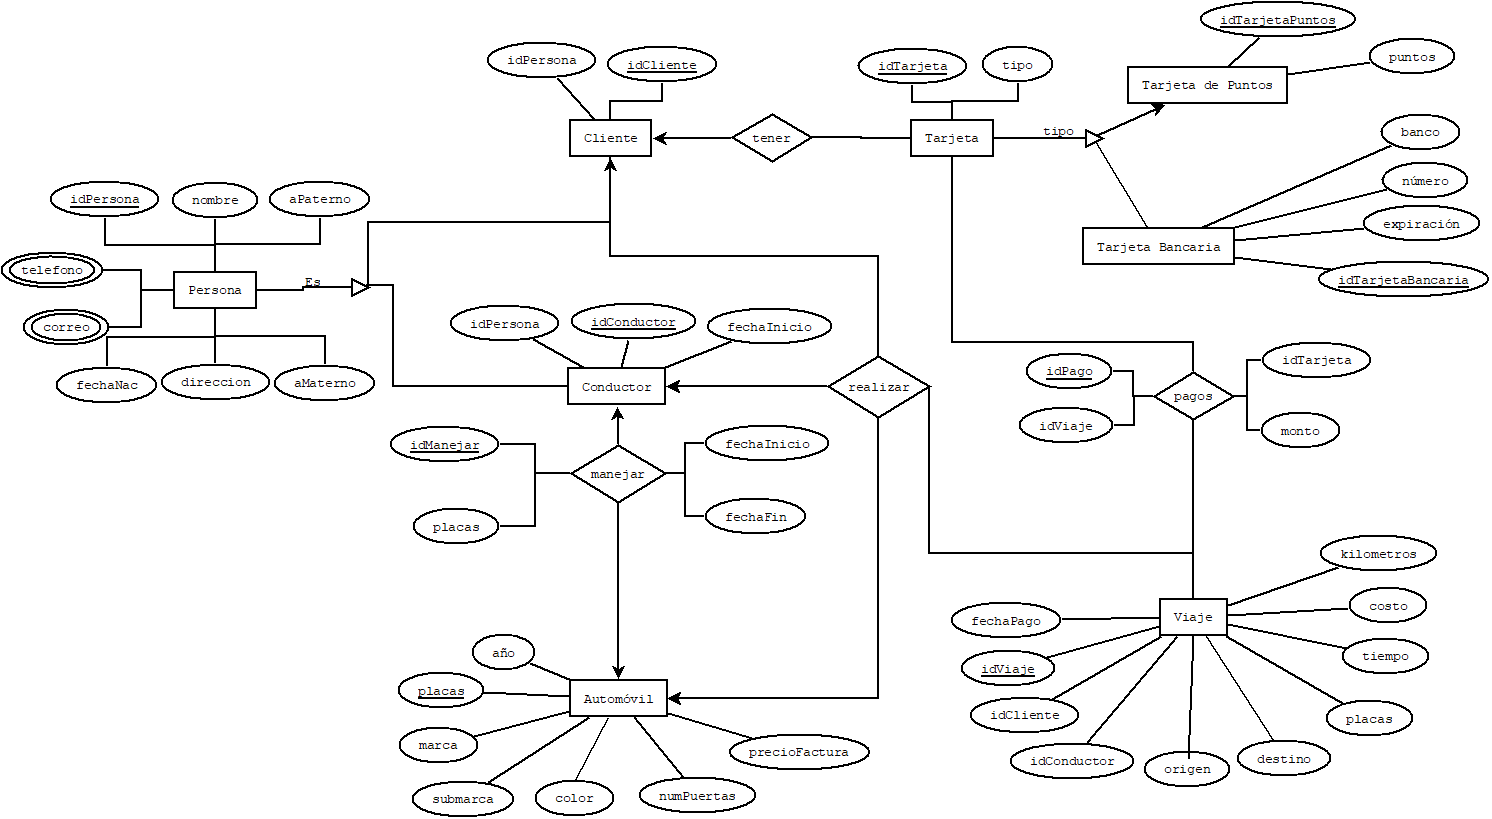 idTarjetaPuntos
idPersona
idCliente
idTarjeta
tipo
puntos
Tarjeta de Puntos
Cliente
tener
Tarjeta
tipo
banco
número
expiración
Tarjeta Bancaria
idTarjetaBancaria
idPersona
nombre
aPaterno
telefono
Persona
Es
correo
fechaNac
direccion
aMaterno
idPersona
idConductor
fechaInicio
Conductor
realizar
idPago
idTarjeta
pagos
idViaje
monto
idManejar
fechaInicio
manejar
placas
fechaFin
kilometros
fechaPago
Viaje
costo
idViaje
tiempo
idCliente
placas
idConductor
origen
destino
año
placas
Automóvil
marca
precioFactura
submarca
color
numPuertas